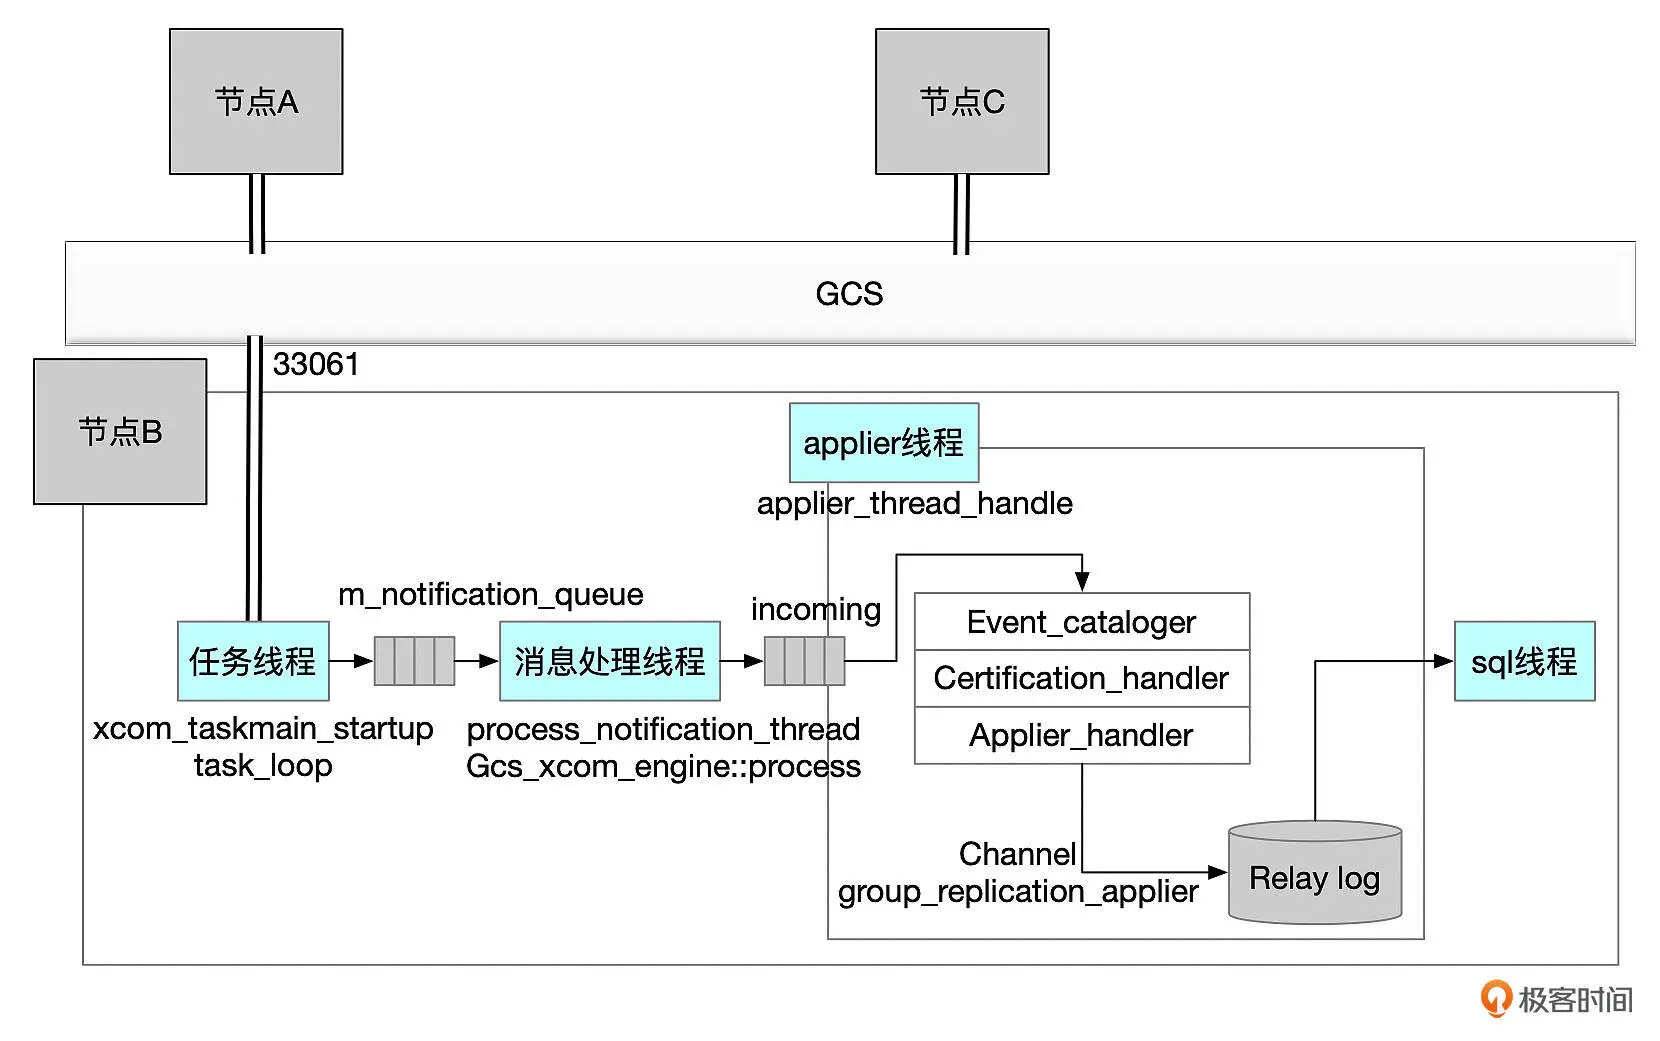 节点A
节点C
GCS
33061
节点B
applier线程
applier_thread_handle
m_notification_queue
incoming
Event_cataloger
任务线程
消息处理线程
Certification_handler
sql线程
xcom_taskmain_startup
task_loop
process_notification_thread
Gcs_xcom_engine::process
Applier_handler
Channel
group_replication_applier
Relay log
极客时间